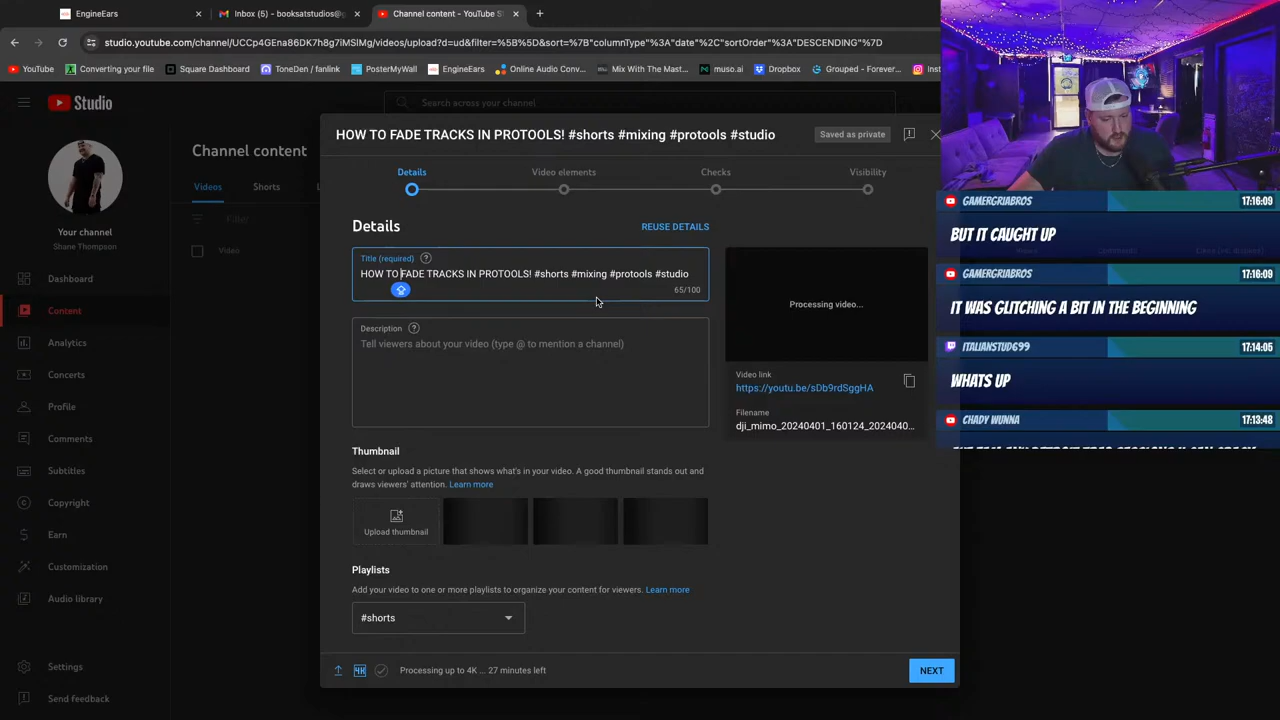 EngineEars
Inbox (5) - booksatstudios@g
Channel content - YouTube S
studio.youtube.com/channel/UCCp4GEna86DK7h8g7iMSIMg/videos/upload?d=ud&filter=%5B%5D&sort=%7B"columnType"%3A"date"%2C"sortOrder"%3A"DESCENDING"%7D
YouTube
Converting your file
Square Dashboard
ToneDen / fanlink
PosterMyWall
EngineEars
Online Audio Conv...
Mix With The Mast...
muso.ai
Dropbox
Grouped - Forever...
Inst
Studio
Search across your channel
Your channel
Shane Thompson
Dashboard
Content
Analytics
Concerts
Profile
Comments
Subtitles
Copyright
Earn
Customization
Audio library
Settings
Send feedback
Channel content
Videos
Shorts
L
Filter
Video
HOW TO FADE TRACKS IN PROTOOLS! #shorts #mixing #protools #studio
Saved as private
Details
Video elements
Checks
Visibility
Details
REUSE DETAILS
Title (required)
HOW TO FADE TRACKS IN PROTOOLS! #shorts #mixing #protools #studio
65/100
Description
Tell viewers about your video (type @ to mention a channel)
Processing video...
Video link
https://youtu.be/sDb9rdSggHA
Filename
dji_mimo_20240401_160124_2024040...
Thumbnail
Select or upload a picture that shows what's in your video. A good thumbnail stands out and
draws viewers' attention. Learn more
Upload thumbnail
Playlists
Add your video to one or more playlists to organize your content for viewers. Learn more
#shorts
4K
Processing up to 4K ... 27 minutes left
NEXT
GAMERGRIABROS
17:16:09
BUT IT CAUGHT UP
GAMERGRIABROS
17:16:09
IT WAS GLITCHING A BIT IN THE BEGINNING
ITALIANSTUD699
17:14:05
WHATS UP
CHADY WUNNA
17:13:48